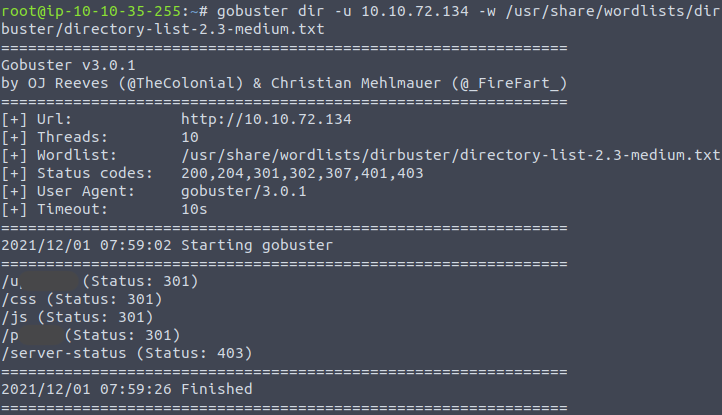 root@ip-10-10-35-255:~# gobuster dir -u 10.10.72.134 -w /usr/share/wordlists/dir
buster/directory-list-2.3-medium.txt
===============================================================
Gobuster v3.0.1
by OJ Reeves (@TheColonial) & Christian Mehlmauer (@_FireFart_)
===============================================================
[+] Url:            http://10.10.72.134
[+] Threads:        10
[+] Wordlist:       /usr/share/wordlists/dirbuster/directory-list-2.3-medium.txt
[+] Status codes:   200,204,301,302,307,401,403
[+] User Agent:     gobuster/3.0.1
[+] Timeout:        10s
===============================================================
2021/12/01 07:59:02 Starting gobuster
===============================================================
(Status: 301)
/css (Status: 301)
/js (Status: 301)
(Status: 301)
/server-status (Status: 403)
===============================================================
2021/12/01 07:59:26 Finished
===============================================================